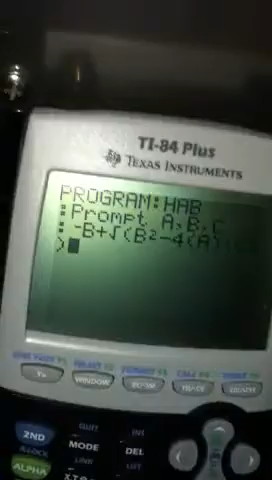 TI-84 Plus
TEXAS INSTRUMENTS
PROGRAM:HAB
:Prompt A,B,C
:-B+√(B²-4(A)(C
)
WINDOW
ZOOM
TRACE
GRAPH
2ND
QUIT
MODE
INS
DEL
A-LOCK
LINK
ALPHA